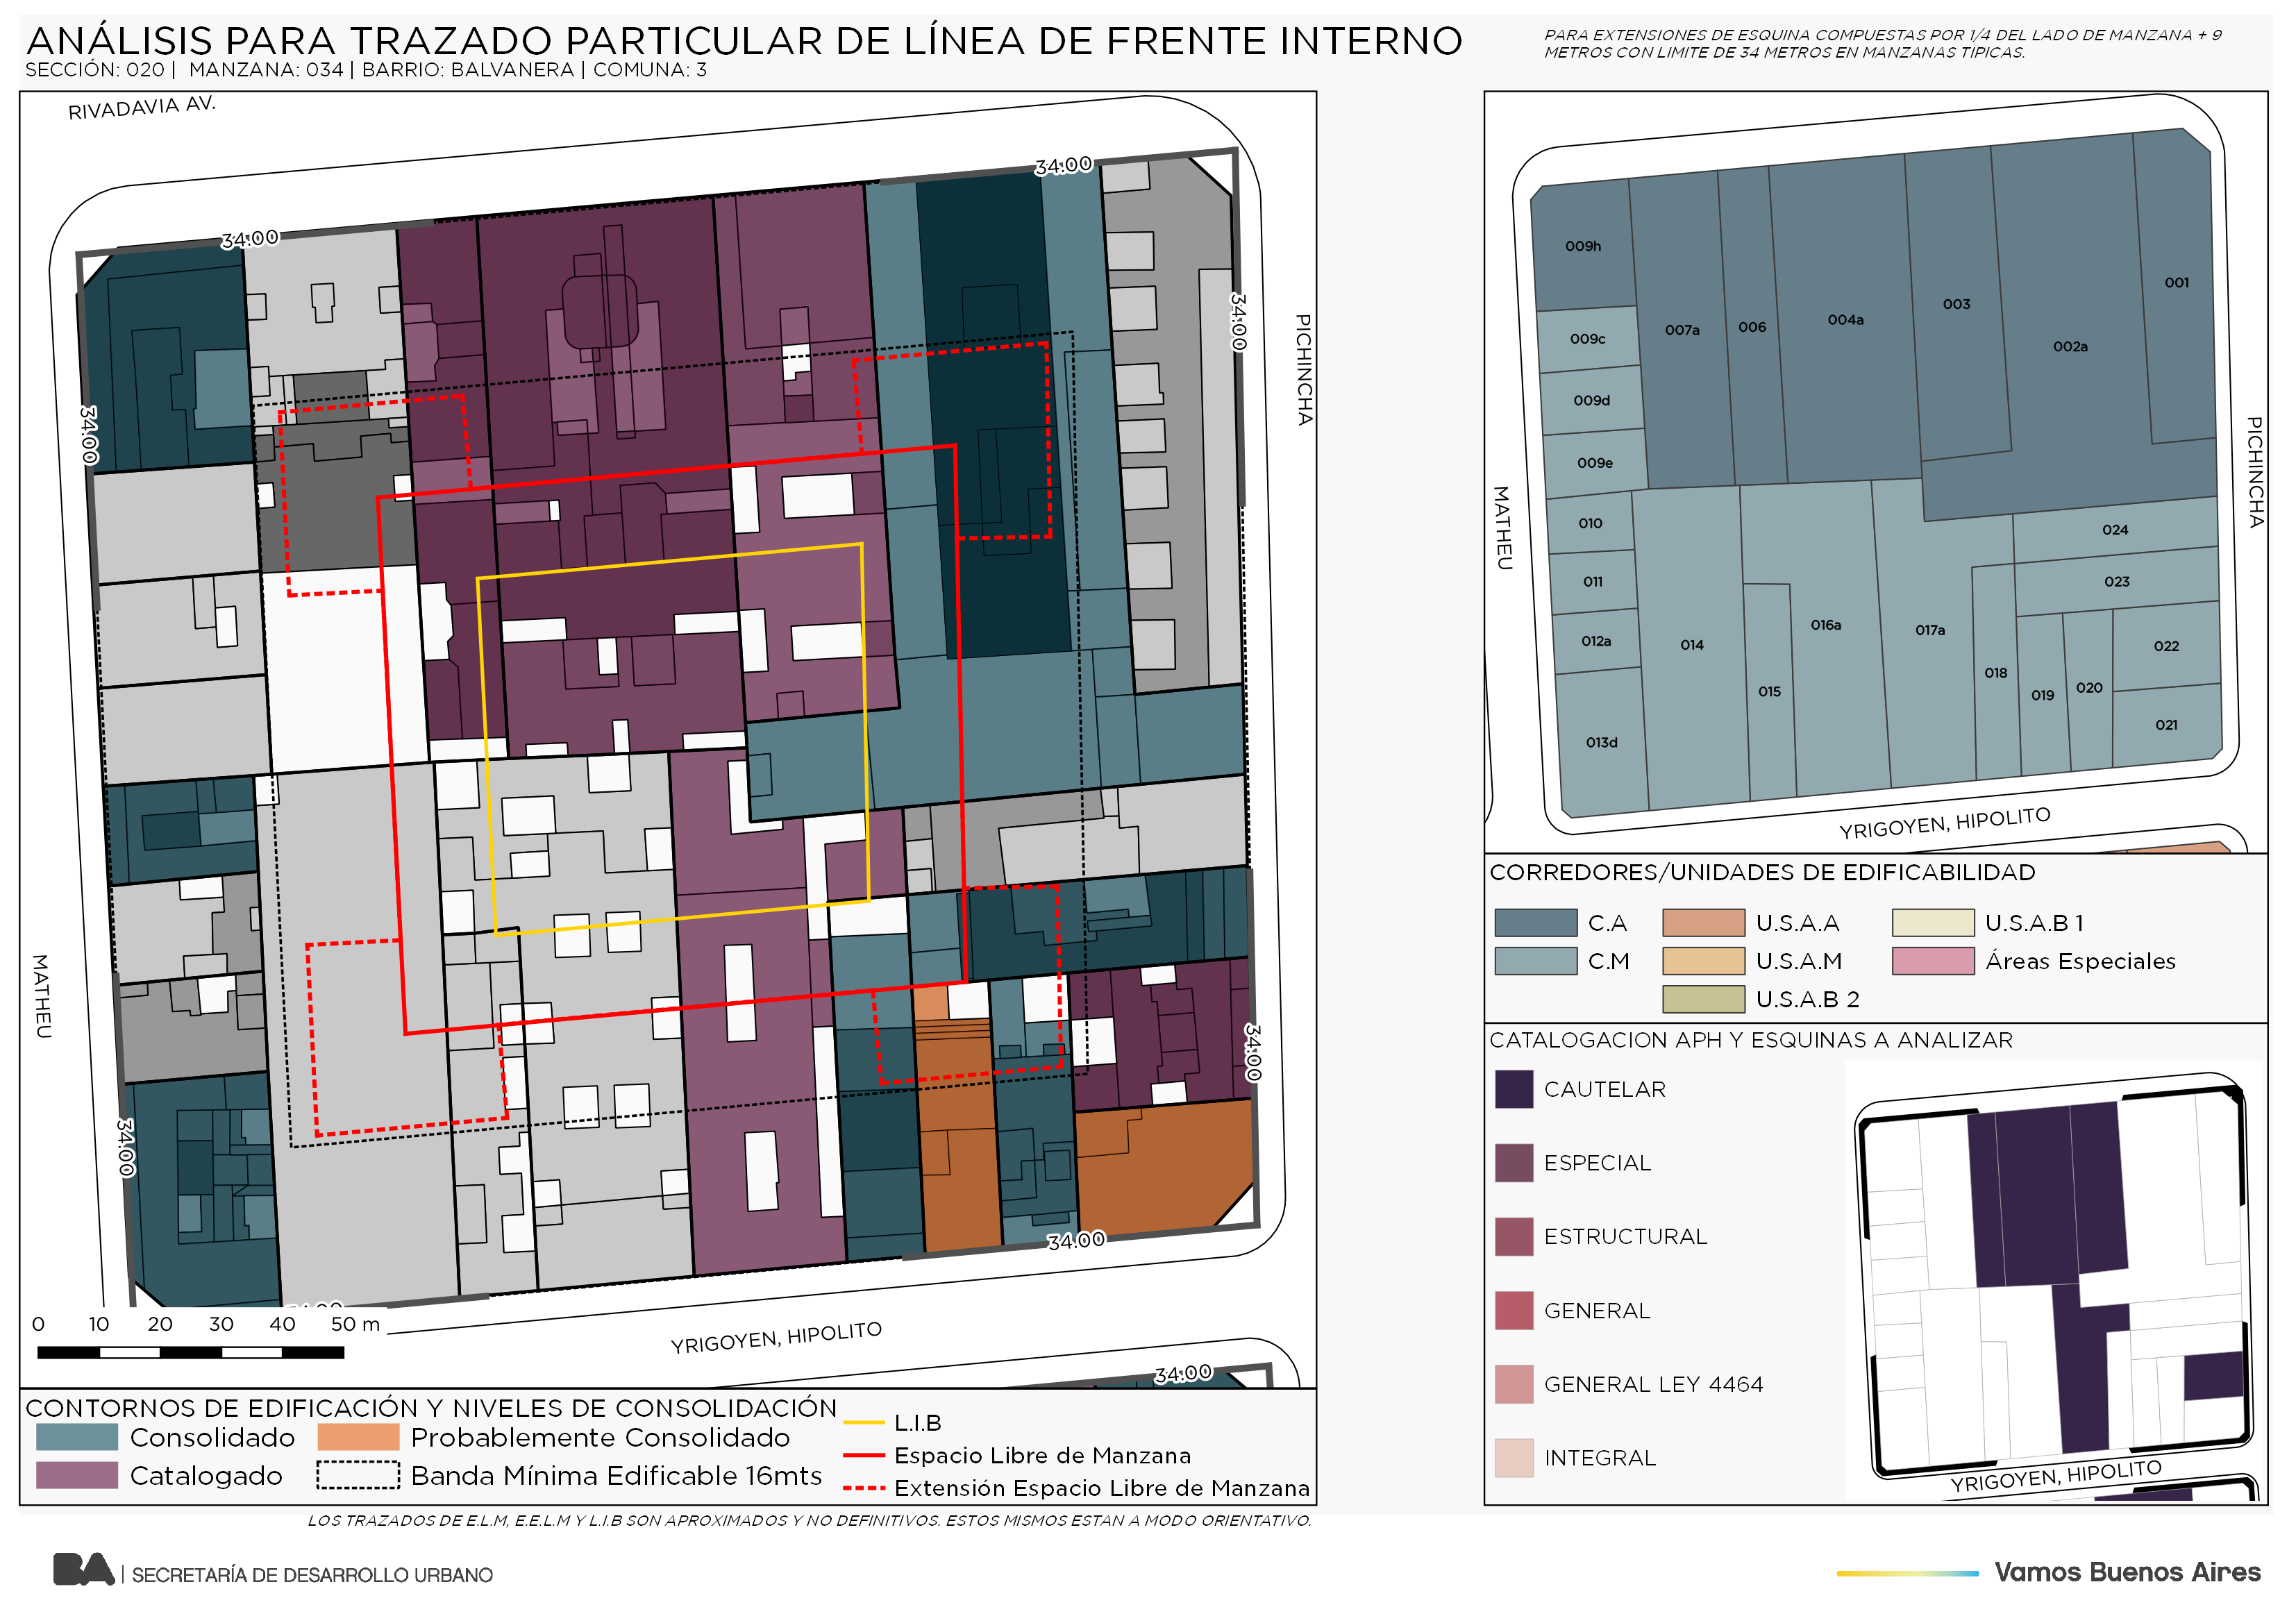 ANÁLISIS PARA TRAZADO PARTICULAR DE LÍNEA DE FRENTE INTERNO
SECCIÓN: 020 | MANZANA: 034 | BARRIO: BALVANERA | COMUNA: 3
PARA EXTENSIONES DE ESQUINA COMPUESTAS POR 1/4 DEL LADO DE MANZANA + 9
METROS CON LIMITE DE 34 METROS EN MANZANAS TIPICAS.
RIVADAVIA AV.
34.00
34.00
34.00
34.00
PICHINCHA
MATHEU
34.00
34.00
34.00
34.00
YRIGOYEN, HIPOLITO
34.00
0 10 20 30 40 50 m
CONTORNOS DE EDIFICACIÓN Y NIVELES DE CONSOLIDACIÓN
Consolidado
Probablemente Consolidado
Catalogado
Banda Mínima Edificable 16mts
L.I.B
Espacio Libre de Manzana
Extensión Espacio Libre de Manzana
009h
009c
009d
009e
007a
006
004a
003
002a
001
010
011
012a
013d
014
015
016a
017a
018
019
020
024
023
022
021
MATHEU
PICHINCHA
YRIGOYEN, HIPOLITO
CORREDORES/UNIDADES DE EDIFICABILIDAD
C.A
U.S.A.A
U.S.A.B 1
C.M
U.S.A.M
Áreas Especiales
U.S.A.B 2
CATALOGACION APH Y ESQUINAS A ANALIZAR
CAUTELAR
ESPECIAL
ESTRUCTURAL
GENERAL
GENERAL LEY 4464
INTEGRAL
YRIGOYEN, HIPOLITO
LOS TRAZADOS DE E.L.M, E.E.L.M Y L.I.B SON APROXIMADOS Y NO DEFINITIVOS. ESTOS MISMOS ESTAN A MODO ORIENTATIVO.
BA | SECRETARÍA DE DESARROLLO URBANO
Vamos Buenos Aires